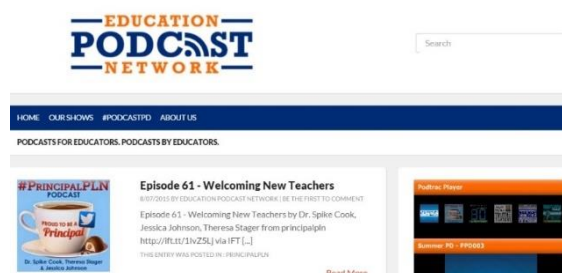 EDUCATION
PODCAST
NETWORK
Search
HOME OUR SHOWS #PODCASTPD ABOUT US
PODCASTS FOR EDUCATORS. PODCASTS BY EDUCATORS.
#PRINCIPALPLN
PODCAST
PROUD TO BE A
Principal
Dr. Spike Cook, Theresa Stager
& Jessica Johnson
Episode 61 - Welcoming New Teachers
8/07/2015 BY EDUCATION PODCAST NETWORK | BE THE FIRST TO COMMENT
Episode 61 - Welcoming New Teachers by Dr. Spike Cook,
Jessica Johnson, Theresa Stager from principalpln
http://ift.tt/1IvZ5Lj via IFT [...]
THIS ENTRY WAS POSTED IN: PRINCIPALPLN
Read More
Podtrac Player
Summer PD - PPD003